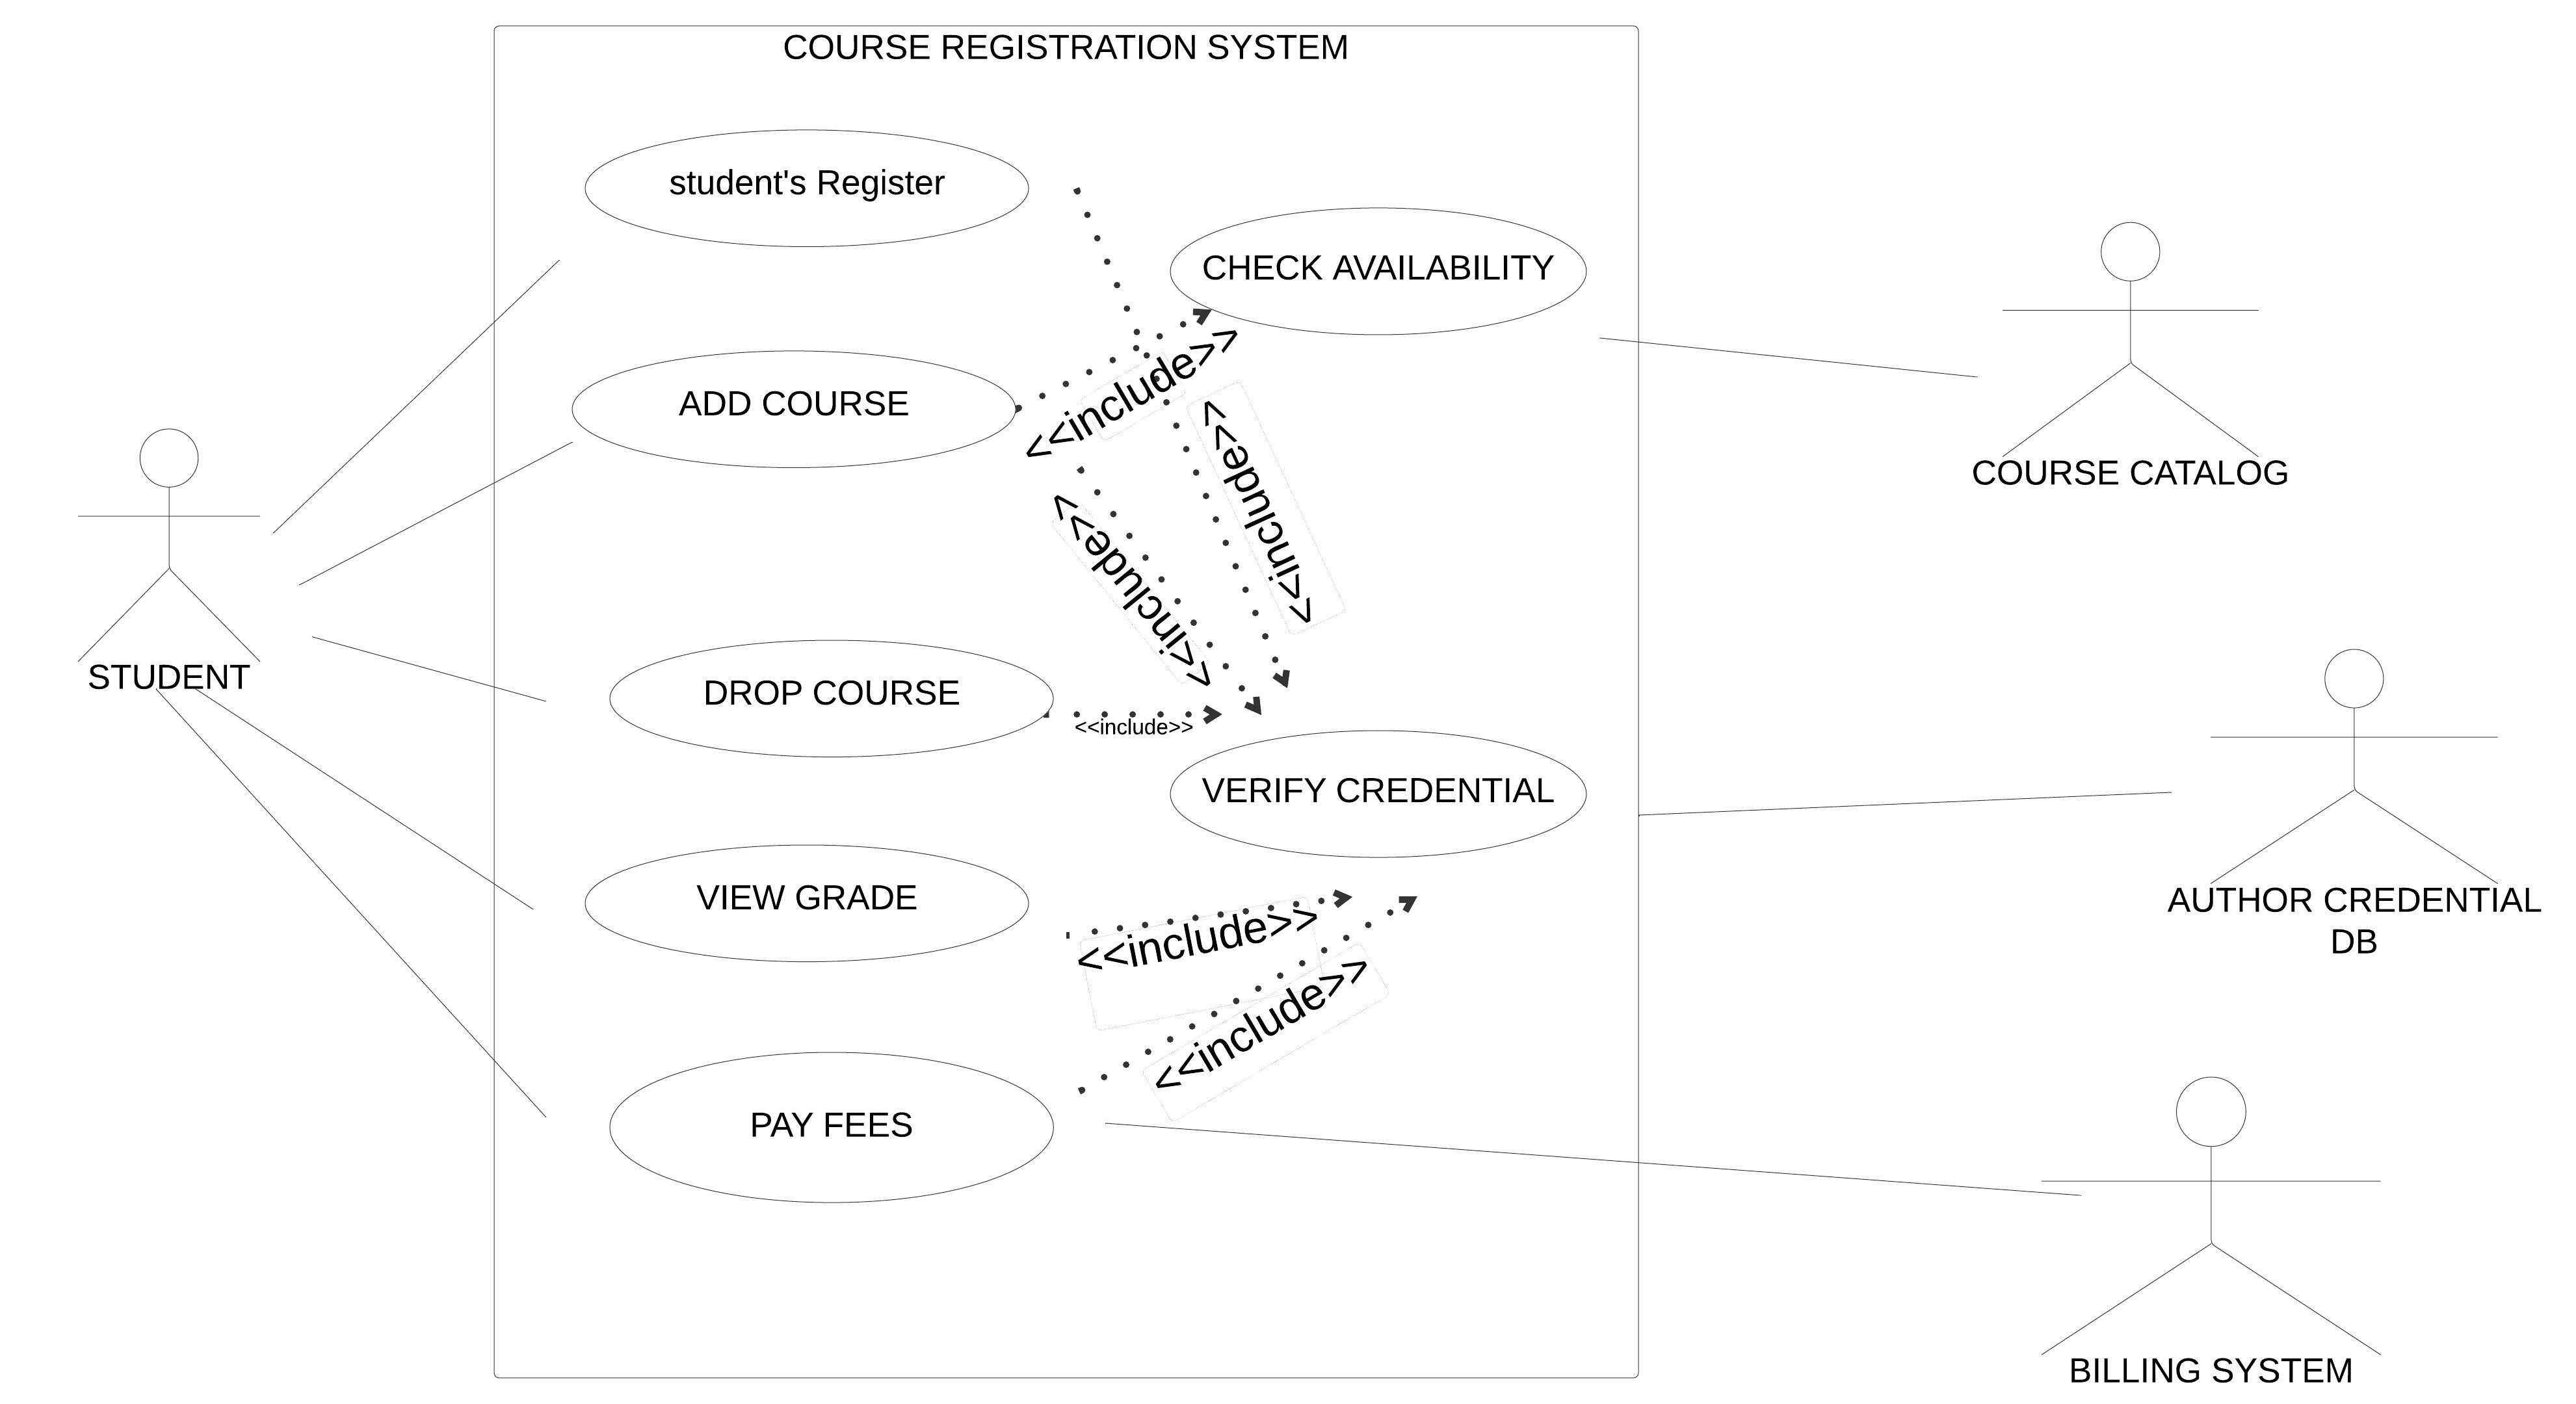 COURSE REGISTRATION SYSTEM
student's Register
CHECK AVAILABILITY
<<include>>
ADD COURSE
<<include>>
<<include>>
COURSE CATALOG
STUDENT
DROP COURSE
<<include>>
VERIFY CREDENTIAL
VIEW GRADE
<<include>>
AUTHOR CREDENTIAL
DB
<<include>>
PAY FEES
BILLING SYSTEM